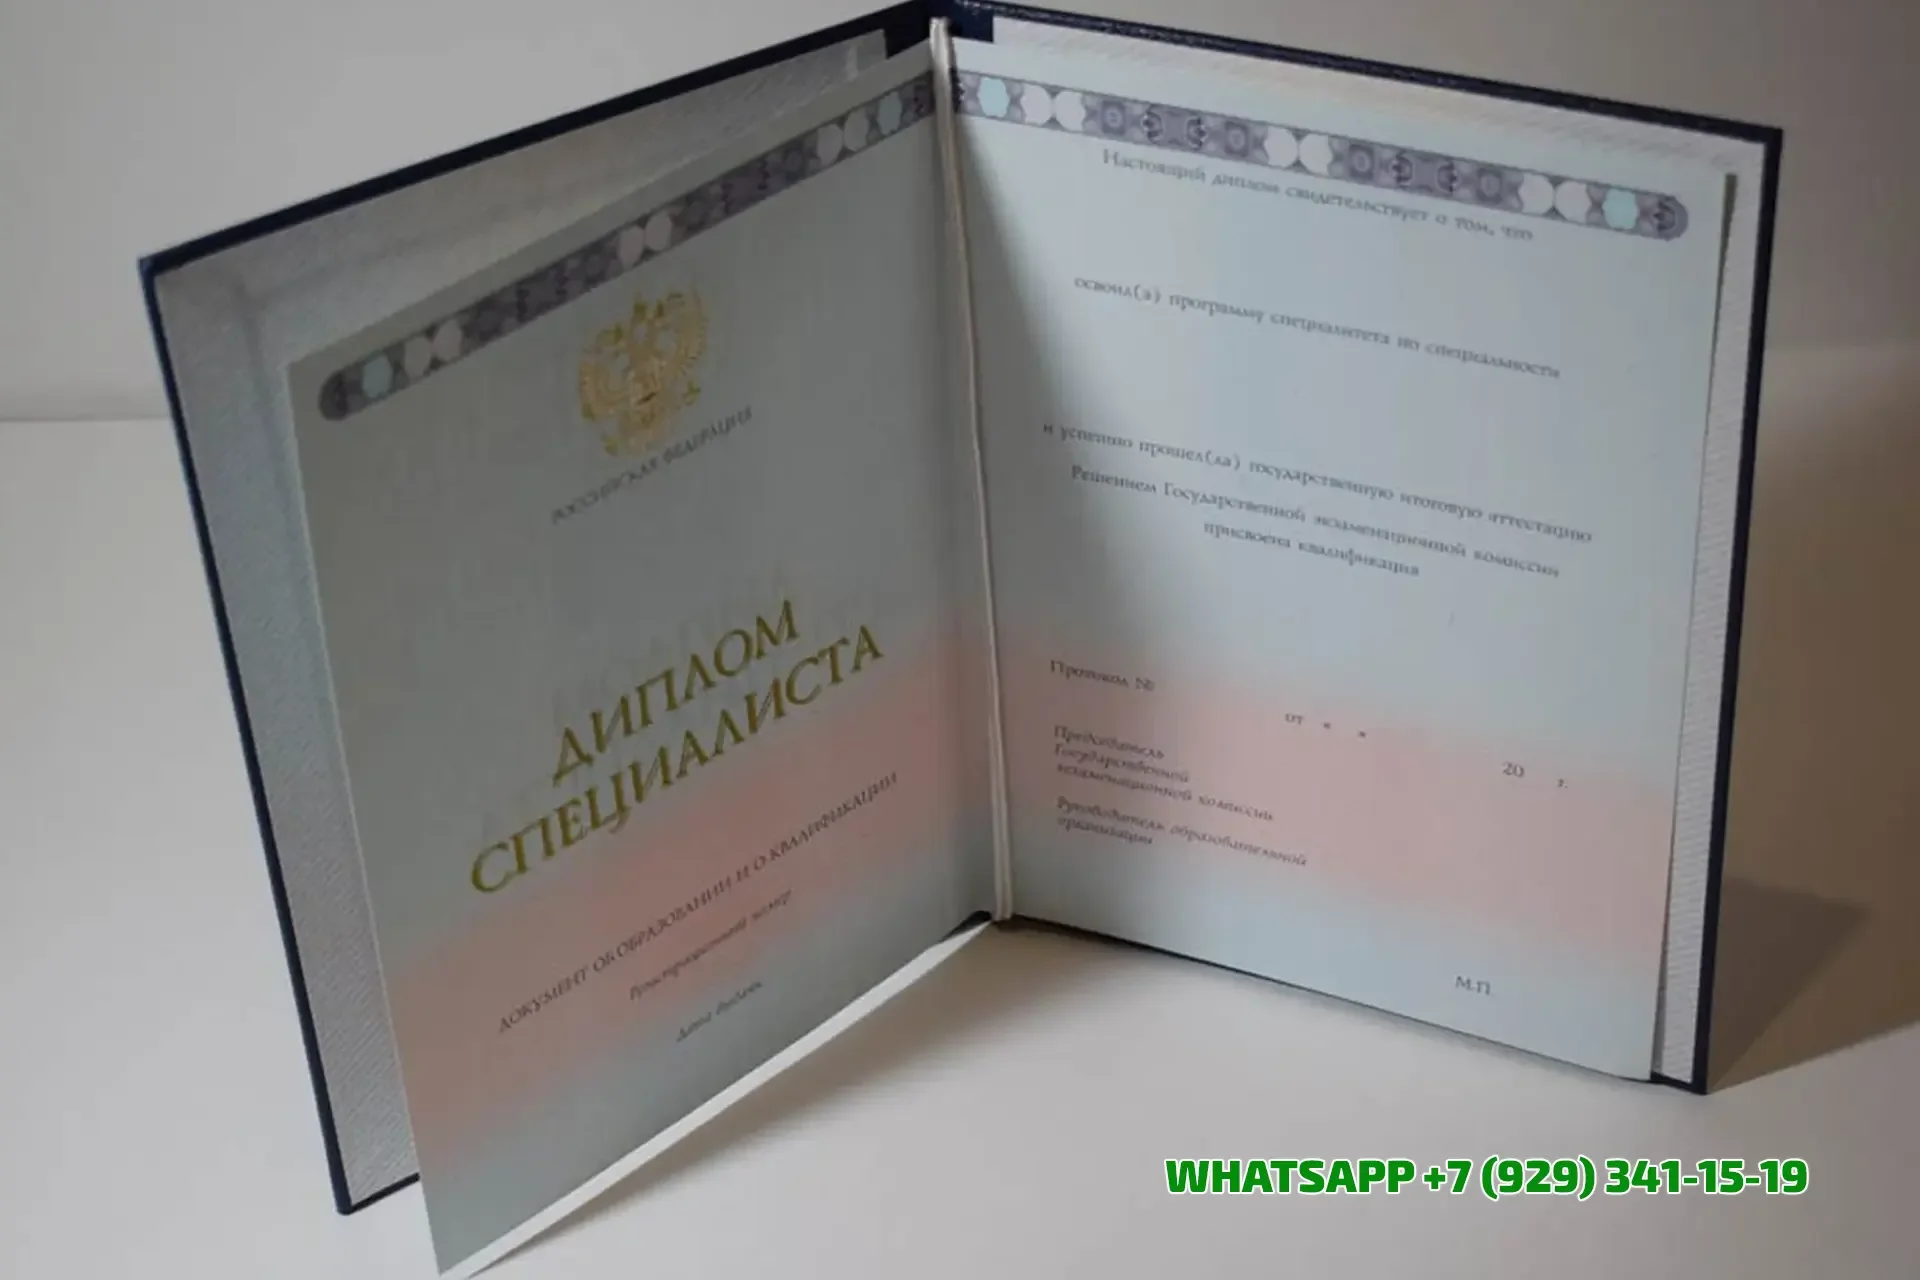 РОССИЙСКАЯ ФЕДЕРАЦИЯ
ДИПЛОМ
СПЕЦИАЛИСТА
ДОКУМЕНТ ОБ ОБРАЗОВАНИИ И О КВАЛИФИКАЦИИ
Регистрационный номер
Дата выдачи
Настоящий диплом свидетельствует о том, что
освоил(а) программу специалитета по специальности
и успешно прошел(ла) государственную итоговую аттестацию
Решением Государственной экзаменационной комиссии
присвоена квалификация
Протокол №
от « » 20 г.
Председатель
Государственной
экзаменационной комиссии
Руководитель образовательной
организации
М.П.
WHATSAPP +7 (929) 341-15-19